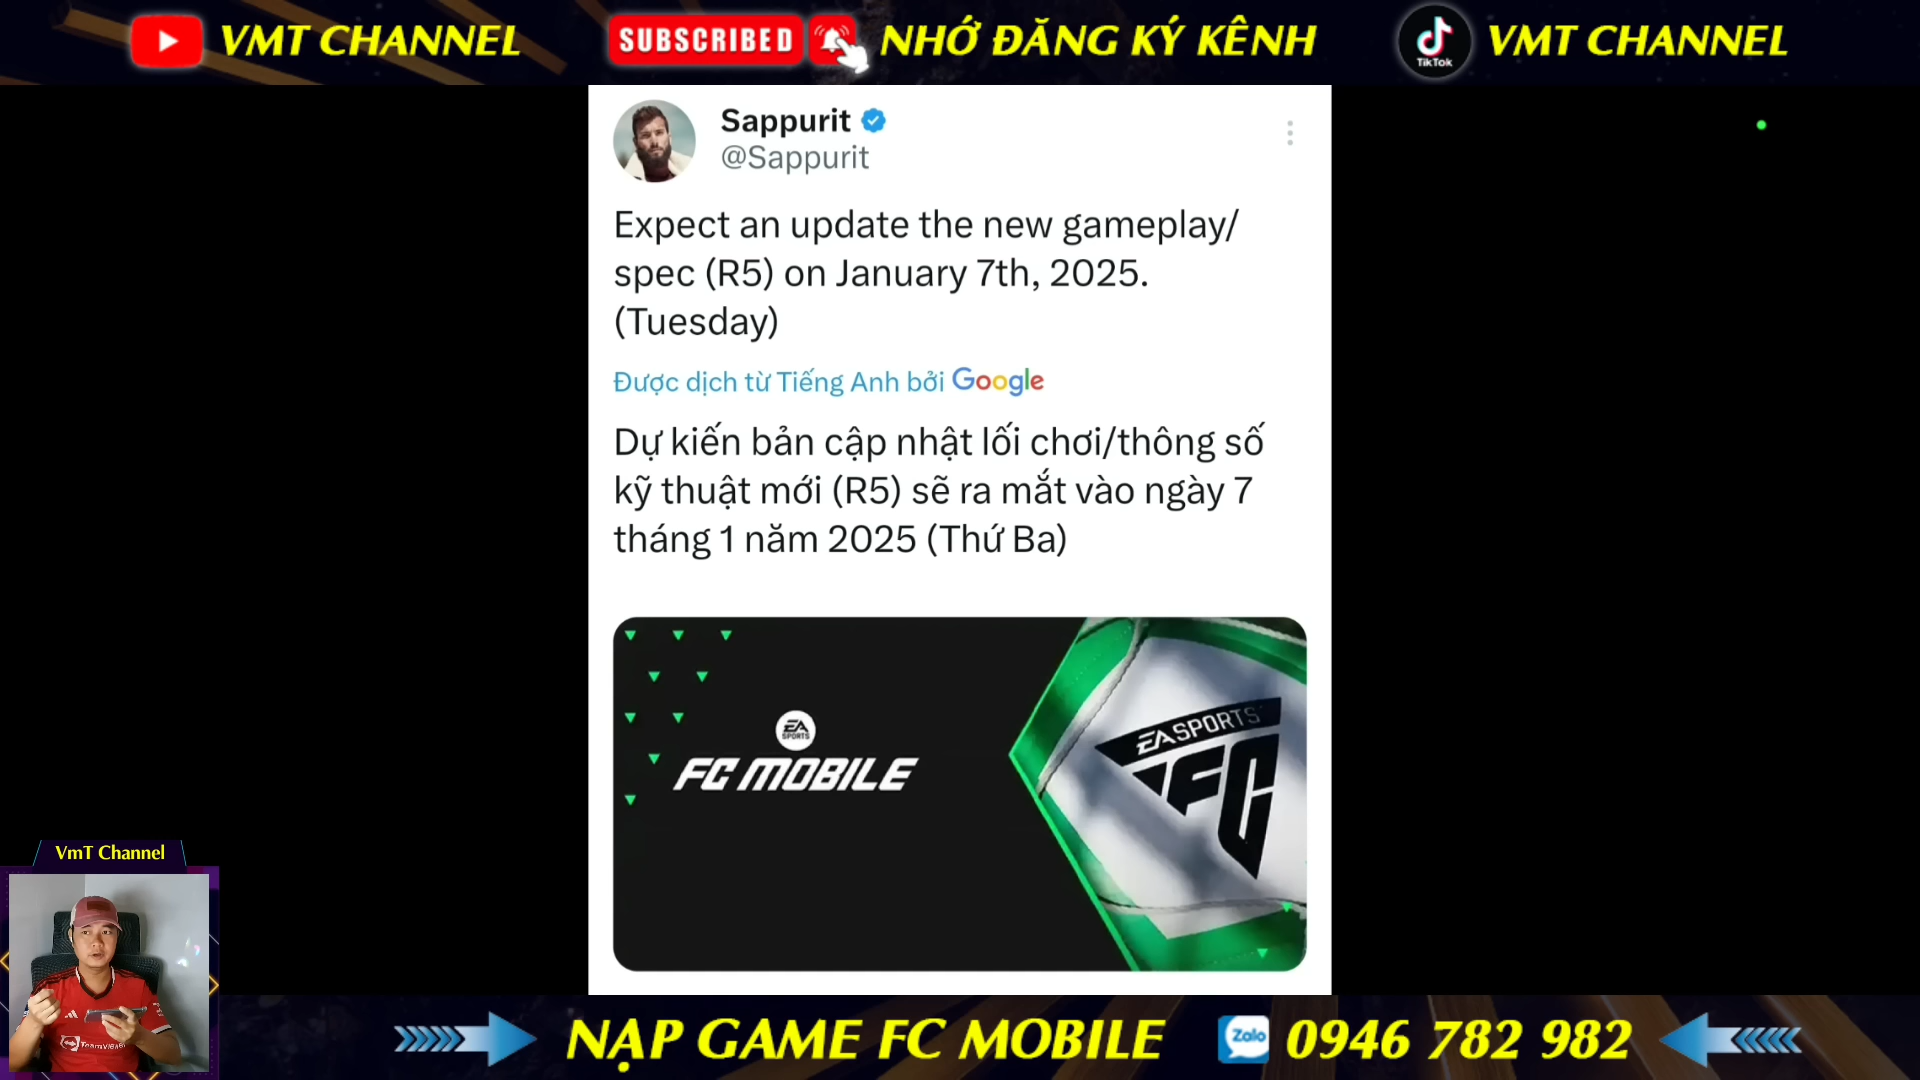 VMT CHANNEL
SUBSCRIBED
NHỚ ĐĂNG KÝ KÊNH
TikTok
VMT CHANNEL
Sappurit
@Sappurit
Expect an update the new gameplay/
spec (R5) on January 7th, 2025.
(Tuesday)
Được dịch từ Tiếng Anh bởi Google
Dự kiến bản cập nhật lối chơi/thông số
kỹ thuật mới (R5) sẽ ra mắt vào ngày 7
tháng 1 năm 2025 (Thứ Ba)
EA SPORTS
FC MOBILE
EA SPORTS
FC
VmT Channel
TeamViewer
NẠP GAME FC MOBILE
Zalo
0946 782 982